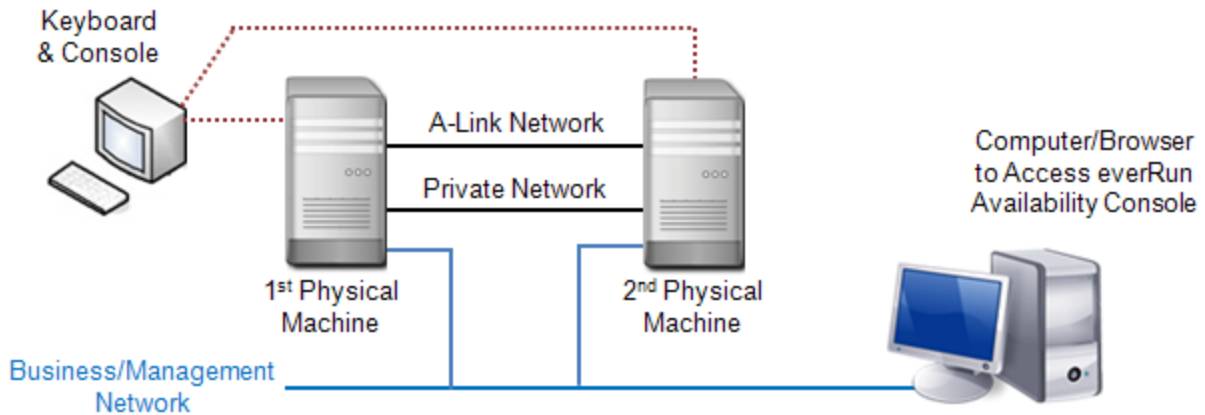 Keyboard
& Console
A-Link Network
Private Network
Computer/Browser
to Access everRun
Availability Console
1st Physical
Machine
2nd Physical
Machine
Business/Management
Network